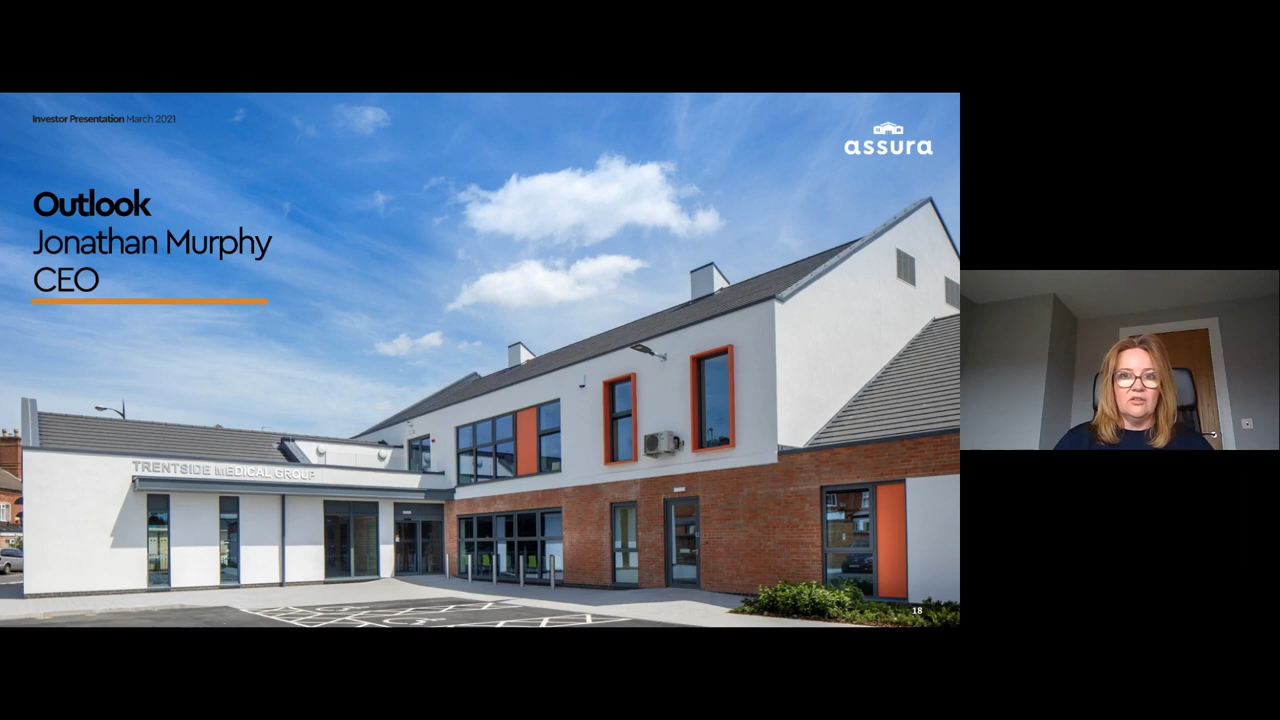 Investor Presentation March 2021
assura
Outlook
Jonathan Murphy
CEO
TRENTSIDE MEDICAL GROUP
18